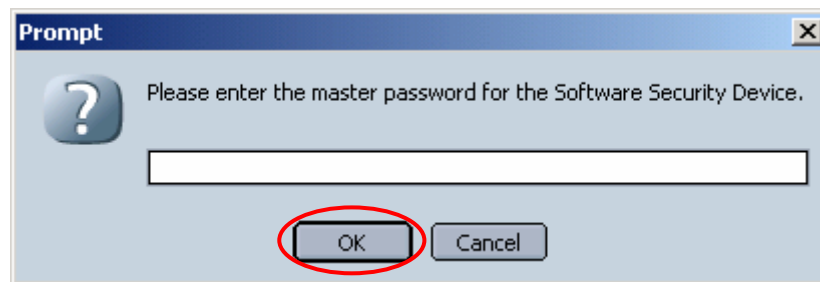 Prompt
Please enter the master password for the Software Security Device.
OK
Cancel